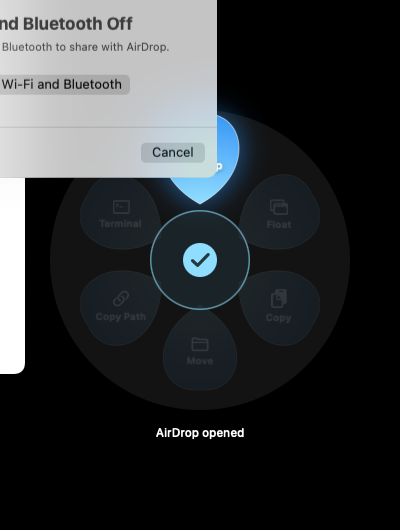 nd Bluetooth Off
Bluetooth to share with AirDrop.
Wi-Fi and Bluetooth
Cancel
Terminal
Float
Copy Path
Copy
Move
AirDrop opened